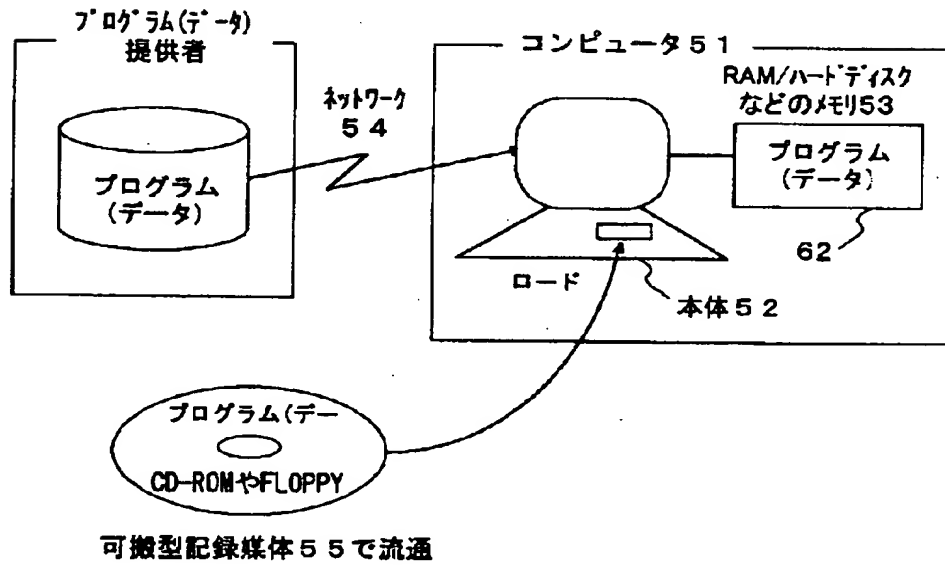 プログラム(データ)
提供者
プログラム
(データ)
ネットワーク
５４
コンピュータ５１
RAM/ハードディスク
などのメモリ53
プログラム
(データ)
62
ロード
本体５２
プログラム(デー
CD-ROMやFLOPPY
可搬型記録媒体５５で流通